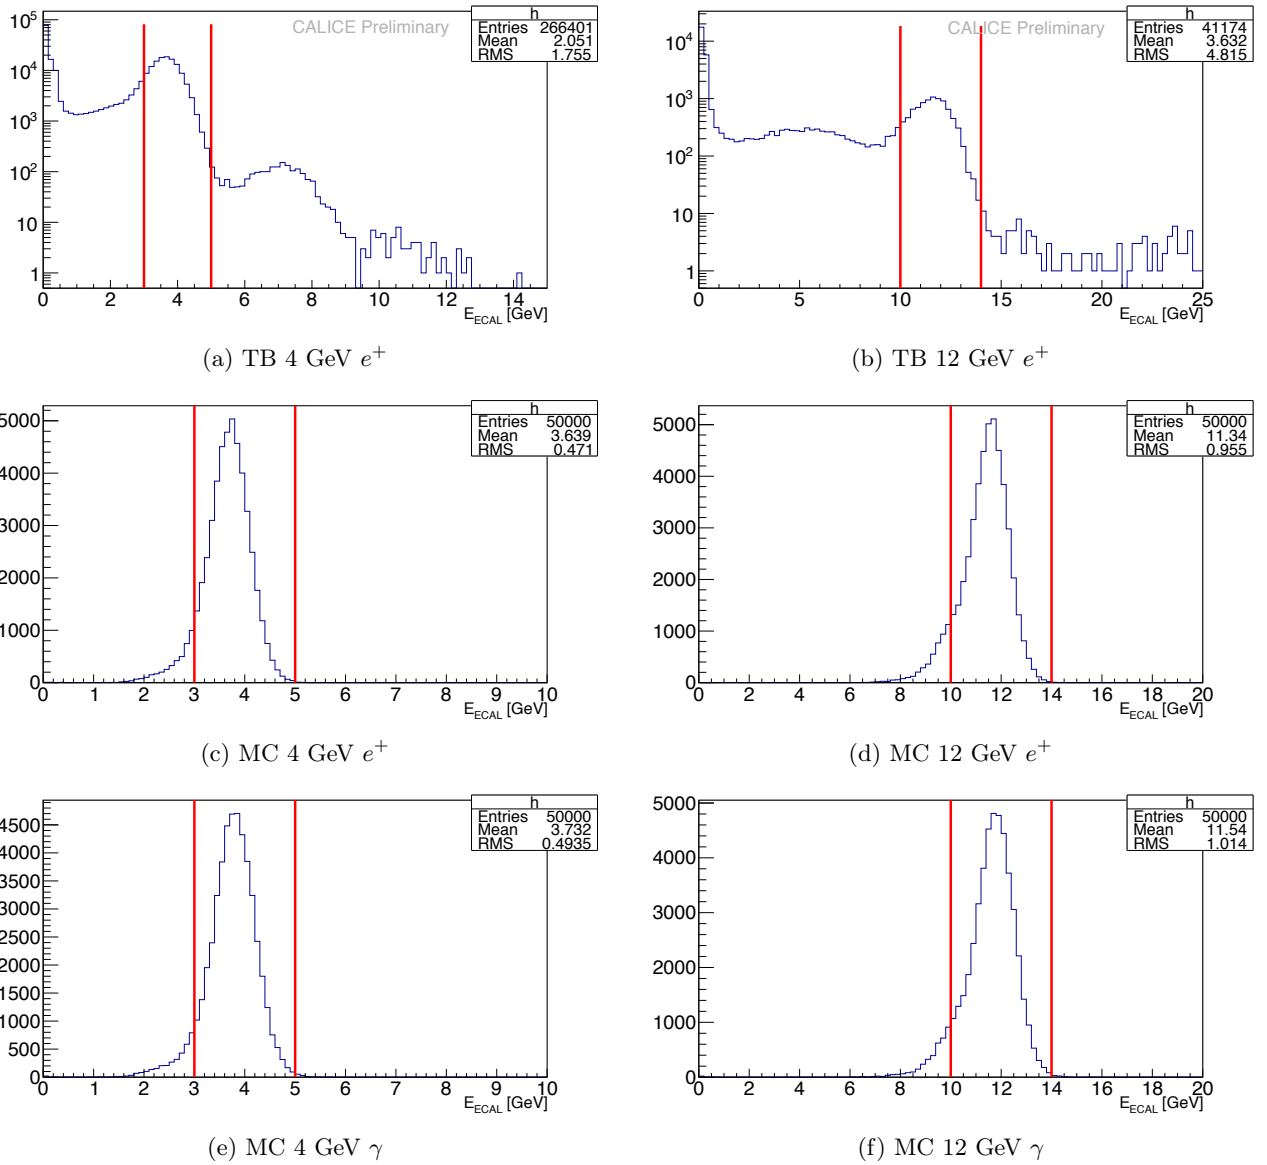 CALICE Preliminary
h
Entries 266401
Mean 2.051
RMS 1.755
10^5
10^4
10^3
10^2
10
1
0 2 4 6 8 10 12 14
E_ECAL [GeV]
(a) TB 4 GeV e^+
CALICE Preliminary
h
Entries 41174
Mean 3.632
RMS 4.815
10^4
10^3
10^2
10
1
0 5 10 15 20 25
E_ECAL [GeV]
(b) TB 12 GeV e^+
h
Entries 50000
Mean 3.639
RMS 0.471
5000
4000
3000
2000
1000
0
0 1 2 3 4 5 6 7 8 9 10
E_ECAL [GeV]
(c) MC 4 GeV e^+
h
Entries 50000
Mean 11.34
RMS 0.955
5000
4000
3000
2000
1000
0
0 2 4 6 8 10 12 14 16 18 20
E_ECAL [GeV]
(d) MC 12 GeV e^+
h
Entries 50000
Mean 3.732
RMS 0.4935
4500
4000
3500
3000
2500
2000
1500
1000
500
0
0 1 2 3 4 5 6 7 8 9 10
E_ECAL [GeV]
(e) MC 4 GeV γ
h
Entries 50000
Mean 11.54
RMS 1.014
5000
4000
3000
2000
1000
0
0 2 4 6 8 10 12 14 16 18 20
E_ECAL [GeV]
(f) MC 12 GeV γ